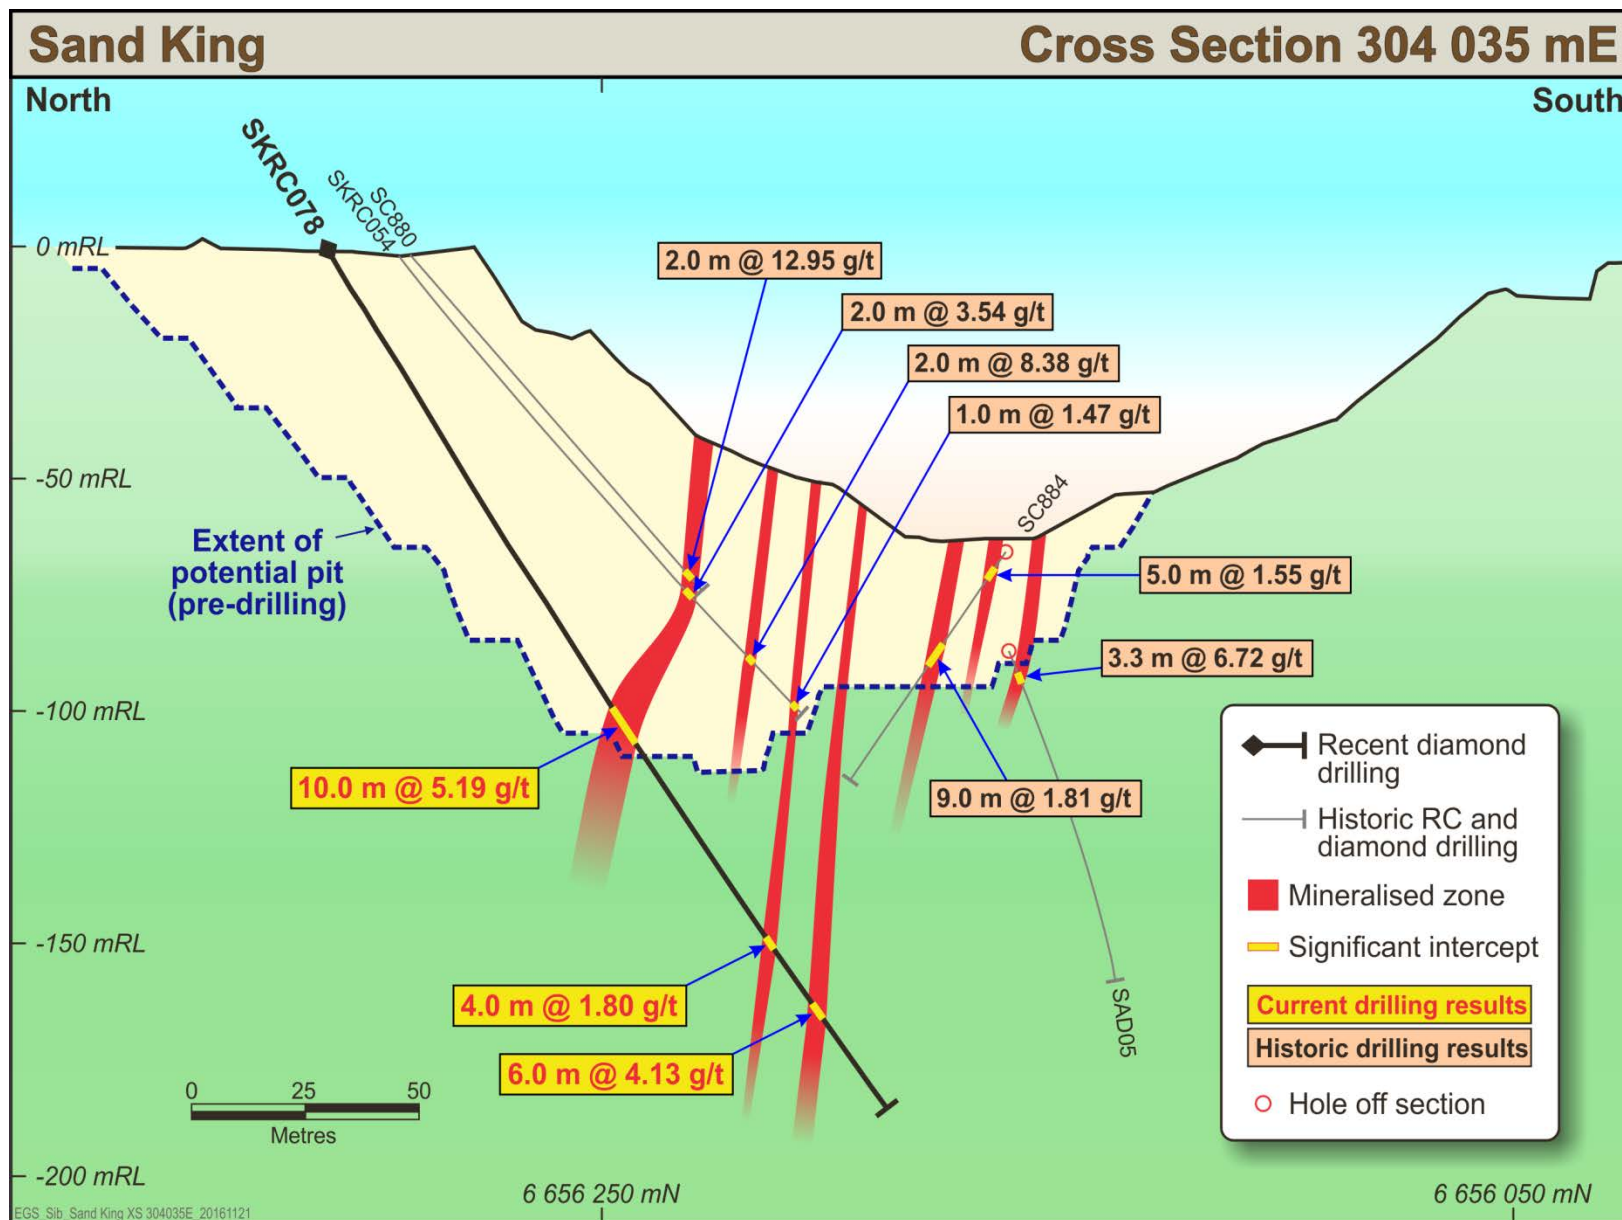 Sand King
Cross Section 304 035 mE
North
South
SKRC078
SKRC054
SC880
0 mRL
2.0 m @ 12.95 g/t
2.0 m @ 3.54 g/t
2.0 m @ 8.38 g/t
1.0 m @ 1.47 g/t
-50 mRL
SC884
Extent of
potential pit
(pre-drilling)
5.0 m @ 1.55 g/t
3.3 m @ 6.72 g/t
-100 mRL
10.0 m @ 5.19 g/t
9.0 m @ 1.81 g/t
Recent diamond
drilling
Historic RC and
diamond drilling
Mineralised zone
Significant intercept
Current drilling results
Historic drilling results
Hole off section
-150 mRL
4.0 m @ 1.80 g/t
SAD05
6.0 m @ 4.13 g/t
0 25 50
Metres
-200 mRL
6 656 250 mN
6 656 050 mN
EGS_Sib_Sand King XS 304035E_20161121